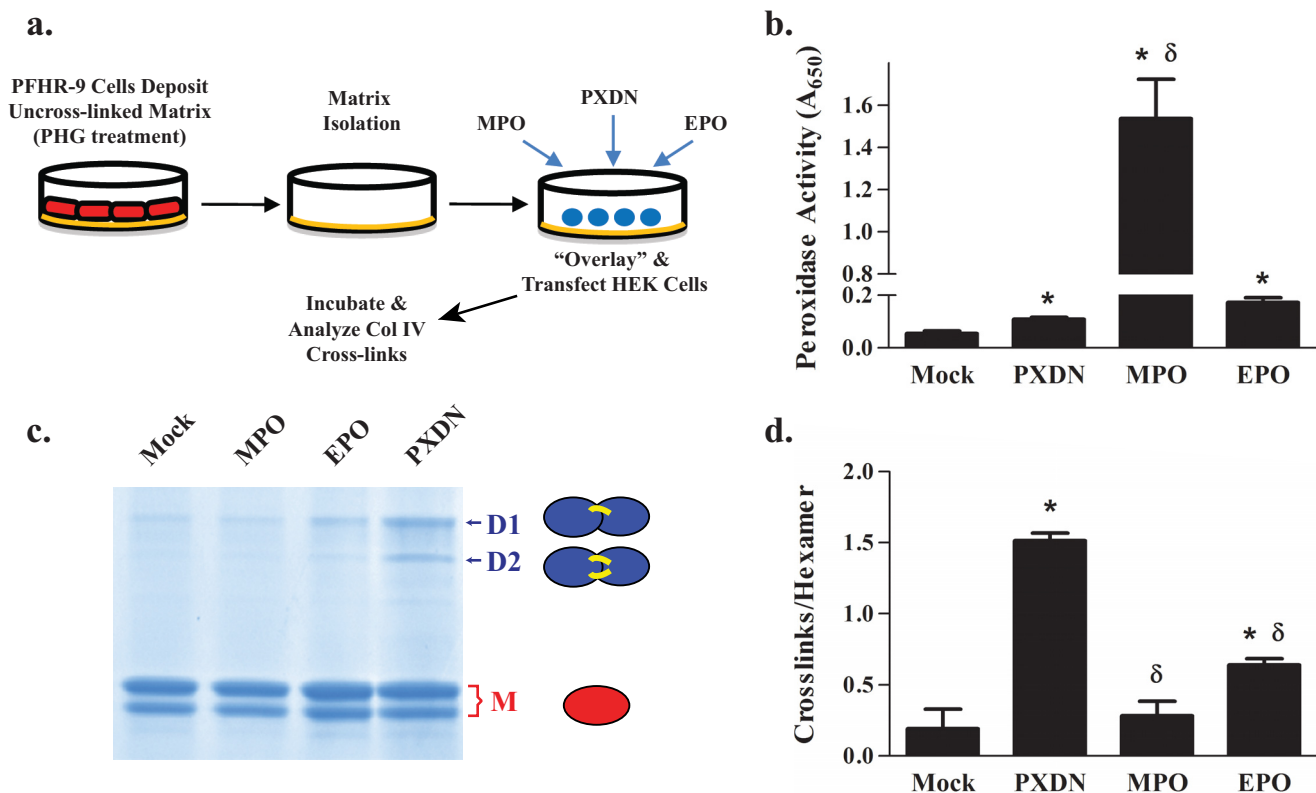 a.
PFHR-9 Cells Deposit
Uncross-linked Matrix
(PHG treatment)
Matrix
Isolation
MPO
PXDN
EPO
“Overlay” &
Transfect HEK Cells
Incubate &
Analyze Col IV
Cross-links
b.
Peroxidase Activity (A650)
1.6
1.4
1.2
1.0
0.8
0.2
0.0
*
* δ
*
Mock PXDN MPO EPO
c.
Mock MPO EPO PXDN
D1
D2
M
d.
Crosslinks/Hexamer
2.0
1.5
1.0
0.5
0.0
*
δ
* δ
Mock PXDN MPO EPO